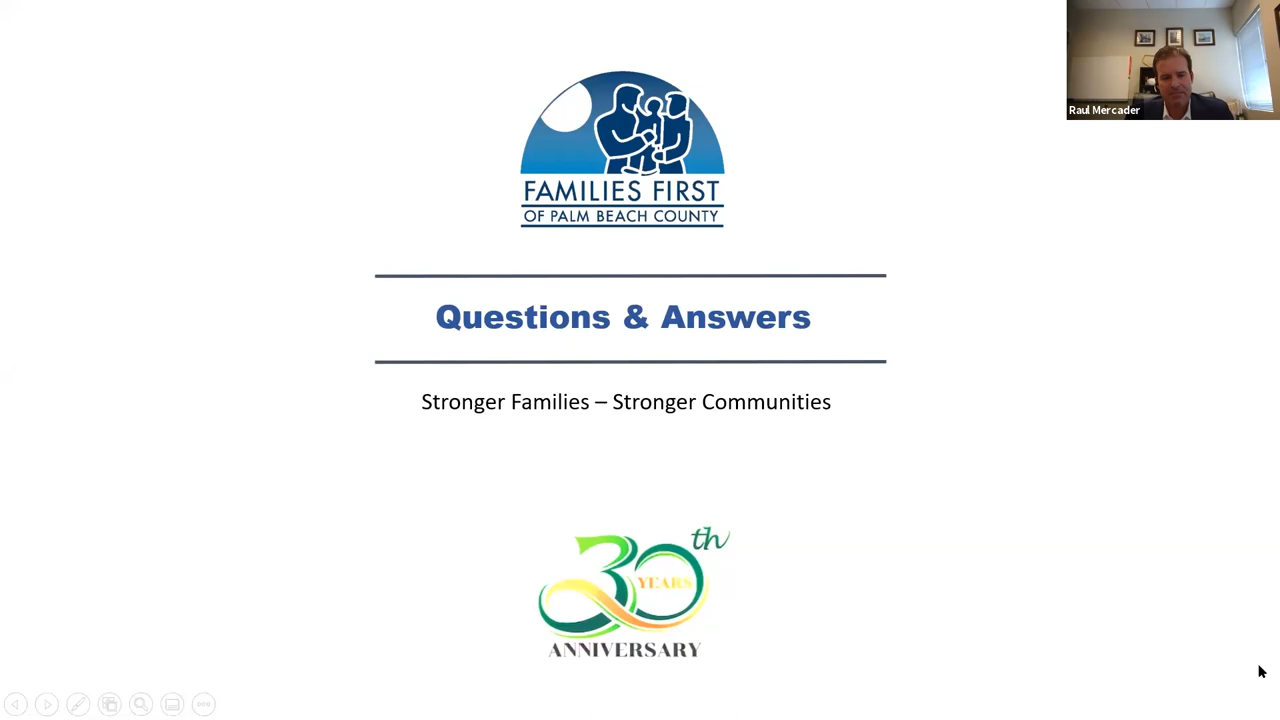 Raul Mercader
FAMILIES FIRST
OF PALM BEACH COUNTY
Questions & Answers
Stronger Families – Stronger Communities
30th
YEARS
ANNIVERSARY